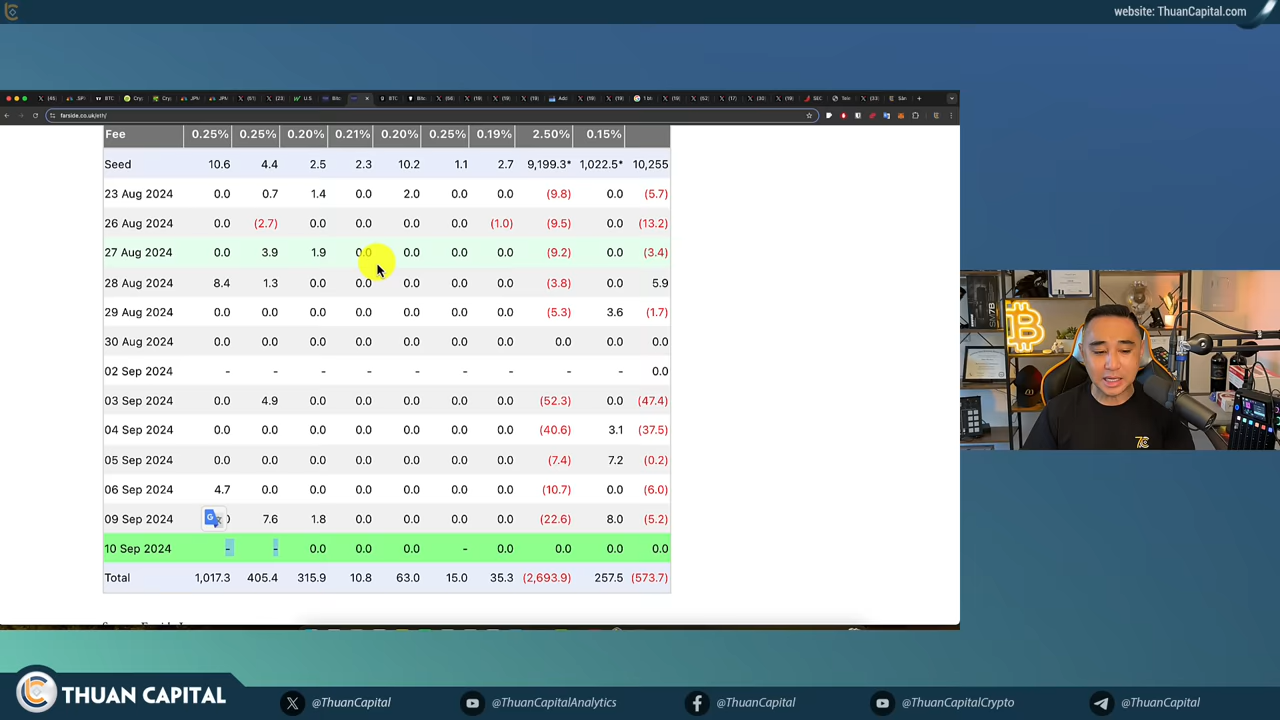 website: ThuanCapital.com
farside.co.uk/eth/
Fee 0.25% 0.25% 0.20% 0.21% 0.20% 0.25% 0.19% 2.50% 0.15%
Seed 10.6 4.4 2.5 2.3 10.2 1.1 2.7 9,199.3* 1,022.5* 10,255
23 Aug 2024 0.0 0.7 1.4 0.0 2.0 0.0 0.0 (9.8) 0.0 (5.7)
26 Aug 2024 0.0 (2.7) 0.0 0.0 0.0 0.0 (1.0) (9.5) 0.0 (13.2)
27 Aug 2024 0.0 3.9 1.9 0.0 0.0 0.0 0.0 (9.2) 0.0 (3.4)
28 Aug 2024 8.4 1.3 0.0 0.0 0.0 0.0 0.0 (3.8) 0.0 5.9
29 Aug 2024 0.0 0.0 0.0 0.0 0.0 0.0 0.0 (5.3) 3.6 (1.7)
30 Aug 2024 0.0 0.0 0.0 0.0 0.0 0.0 0.0 0.0 0.0 0.0
02 Sep 2024 - - - - - - - - - 0.0
03 Sep 2024 0.0 4.9 0.0 0.0 0.0 0.0 0.0 (52.3) 0.0 (47.4)
04 Sep 2024 0.0 0.0 0.0 0.0 0.0 0.0 0.0 (40.6) 3.1 (37.5)
05 Sep 2024 0.0 0.0 0.0 0.0 0.0 0.0 0.0 (7.4) 7.2 (0.2)
06 Sep 2024 4.7 0.0 0.0 0.0 0.0 0.0 0.0 (10.7) 0.0 (6.0)
09 Sep 2024 7.6 1.8 0.0 0.0 0.0 0.0 (22.6) 8.0 (5.2)
10 Sep 2024 - - 0.0 0.0 0.0 - 0.0 0.0 0.0 0.0
Total 1,017.3 405.4 315.9 10.8 63.0 15.0 35.3 (2,693.9) 257.5 (573.7)
THUAN CAPITAL
@ThuanCapital
@ThuanCapitalAnalytics
@ThuanCapital
@ThuanCapitalCrypto
@ThuanCapital